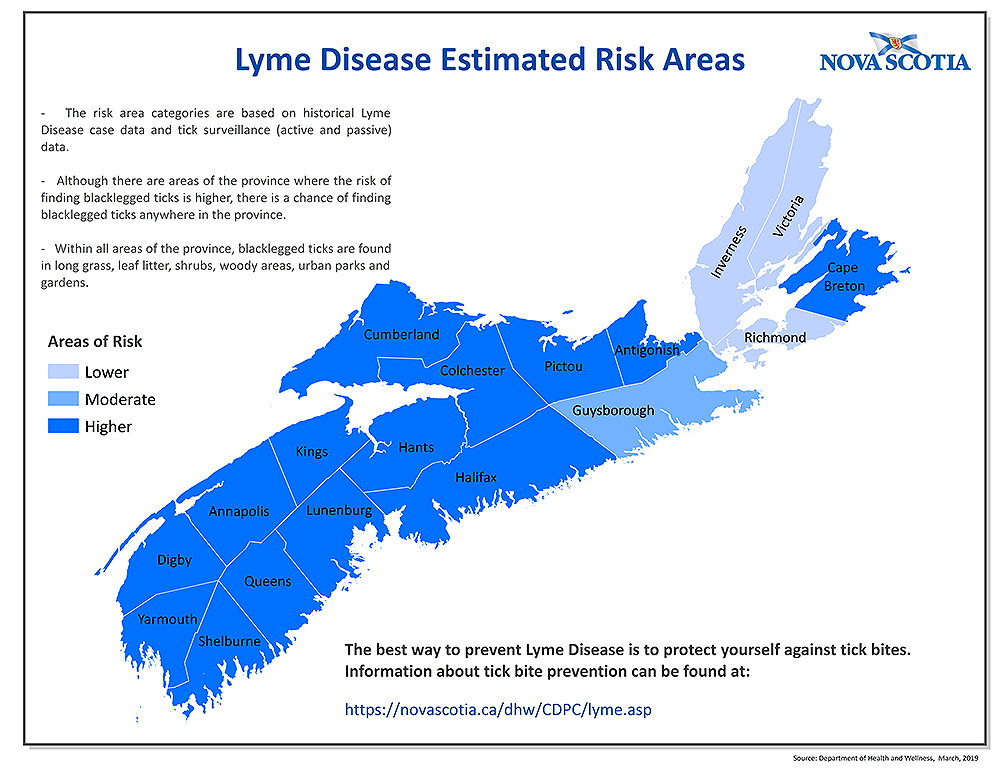 Lyme Disease Estimated Risk Areas
NOVA SCOTIA
- The risk area categories are based on historical Lyme
Disease case data and tick surveillance (active and passive)
data.
- Although there are areas of the province where the risk of
finding blacklegged ticks is higher, there is a chance of finding
blacklegged ticks anywhere in the province.
- Within all areas of the province, blacklegged ticks are found
in long grass, leaf litter, shrubs, woody areas, urban parks and
gardens.
Areas of Risk
Lower
Moderate
Higher
Victoria
Inverness
Cape
Breton
Richmond
Cumberland
Colchester
Pictou
Antigonish
Guysborough
Kings
Hants
Halifax
Annapolis
Lunenburg
Digby
Queens
Yarmouth
Shelburne
The best way to prevent Lyme Disease is to protect yourself against tick bites.
Information about tick bite prevention can be found at:
https://novascotia.ca/dhw/CDPC/lyme.asp
Source: Department of Health and Wellness, March, 2019